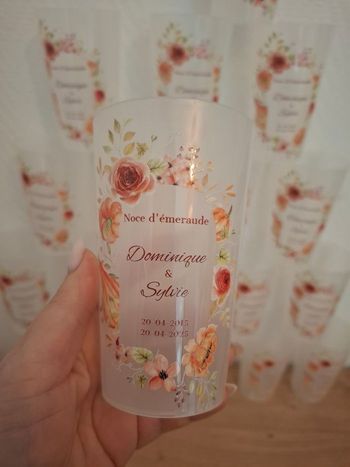 Noce d'émeraude
Dominique
&
Sylvie
20-04-2015
20-04-2025